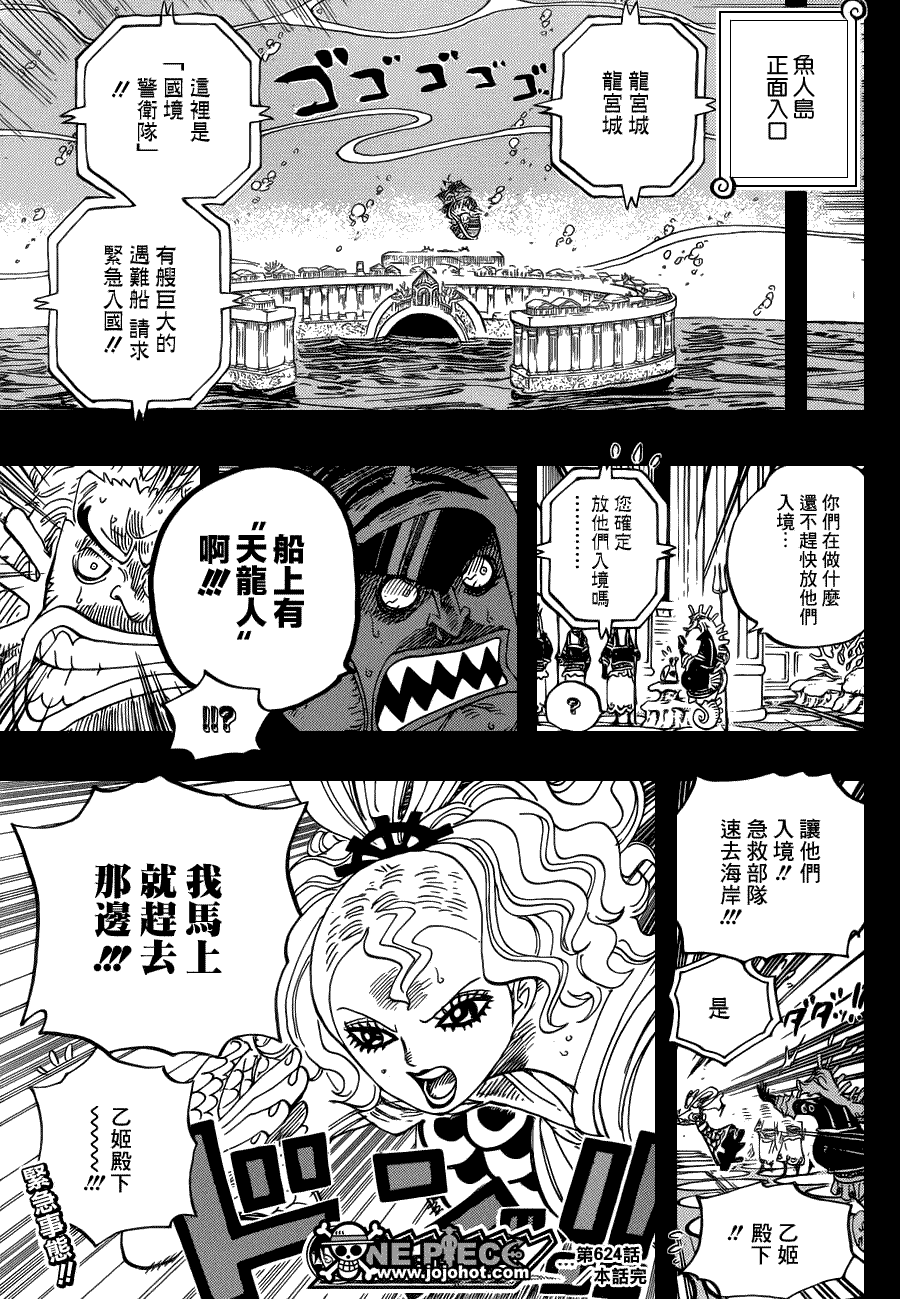 魚人島
正面入口
龍宮城
龍宮城
ゴゴゴゴゴゴ
這裡是
「國境
警衛隊」
!!
有艘巨大的
遇難船 請求
緊急入國!!
你們在做什麼
還不趕快放他們
入境…
您確定
放他們入境嗎
………
?
船上有
“天龍人”
啊!!!
!!?
讓他們
入境!!
急救部隊
速去海岸!!!
是
ダダッ
乙姬
殿下
!!
我馬上
就趕去
那邊!!!
乙姬
殿下
~~~~
!!!
緊急事態!!
ONE PIECE
www.jojohot.com
第624話
本話完